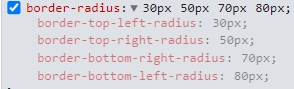 border-radius: 30px 50px 70px 80px;
border-top-left-radius: 30px;
border-top-right-radius: 50px;
border-bottom-right-radius: 70px;
border-bottom-left-radius: 80px;